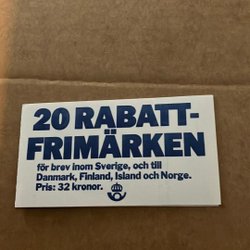 20 RABATT-
FRIMÄRKEN
för brev inom Sverige, och till
Danmark, Finland, Island och Norge.
Pris: 32 kronor.